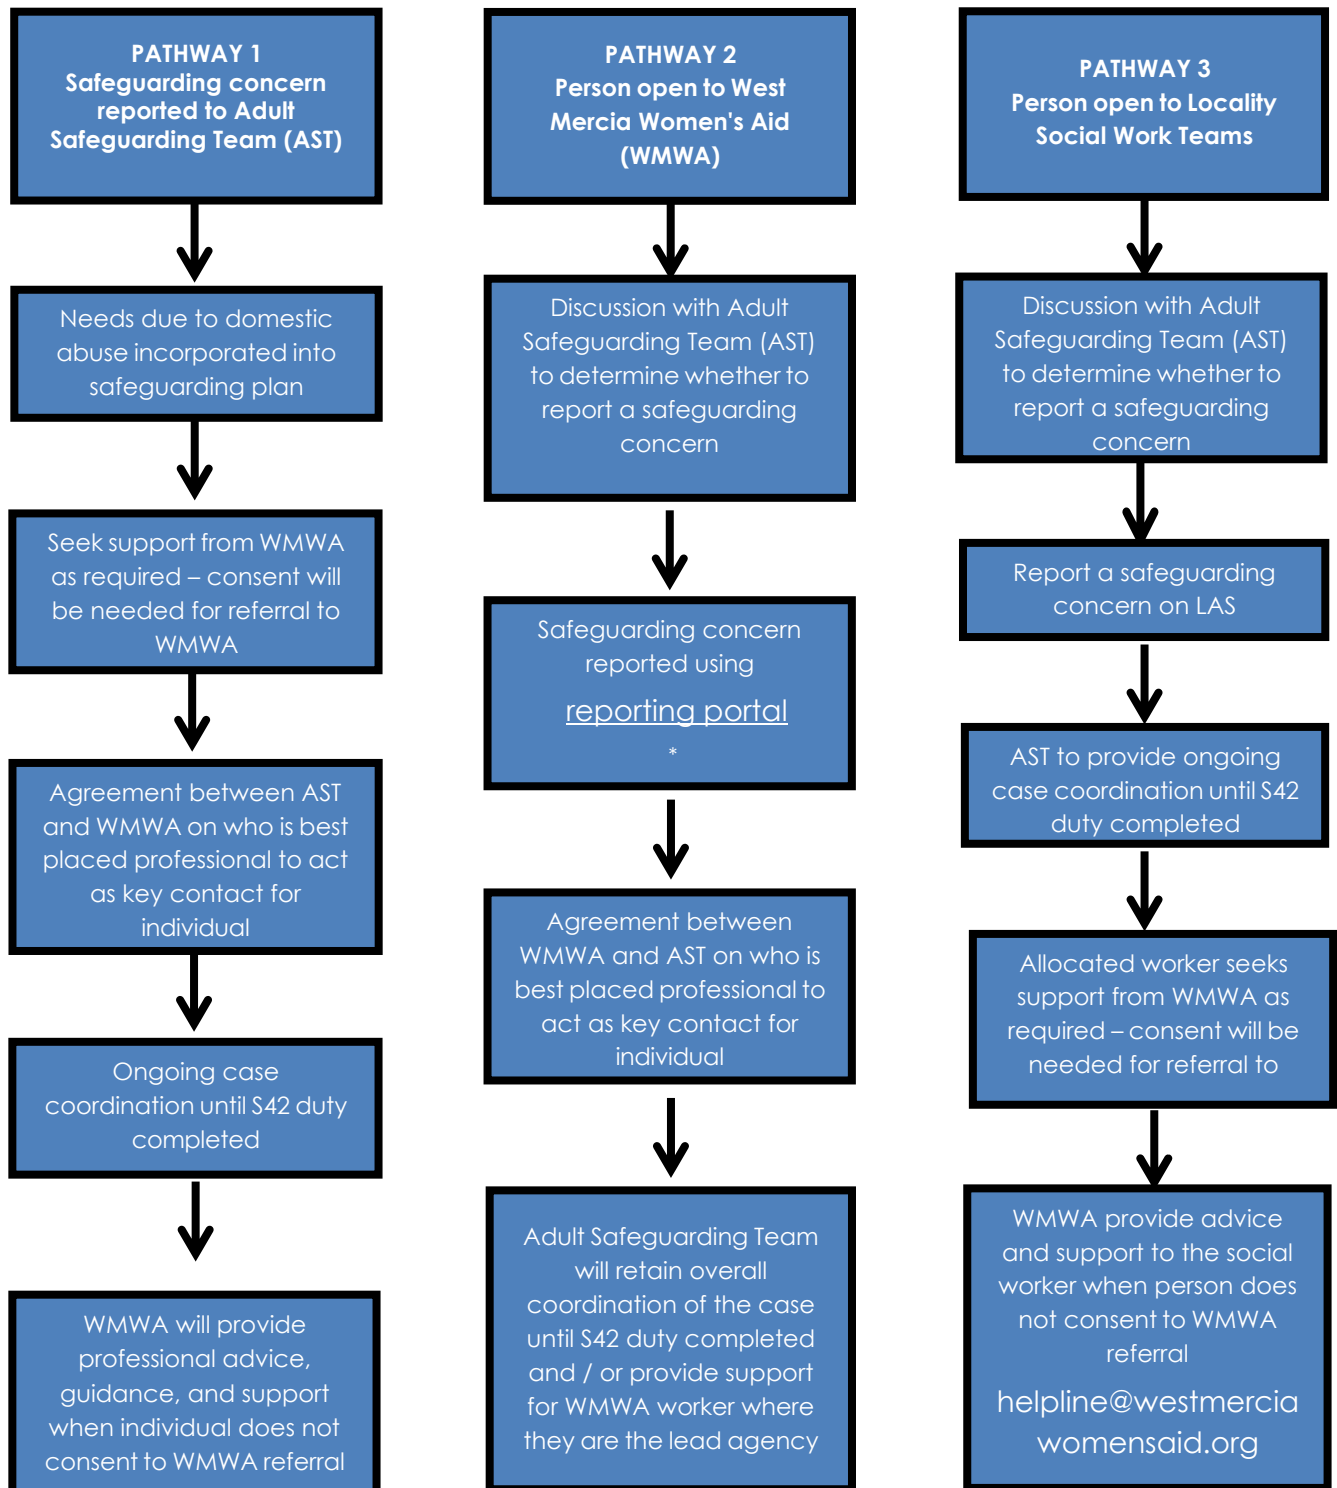 PATHWAY 1
Safeguarding concern
reported to Adult
Safeguarding Team (AST)
Needs due to domestic
abuse incorporated into
safeguarding plan
Seek support from WMWA
as required – consent will
be needed for referral to
WMWA
Agreement between AST
and WMWA on who is best
placed professional to act
as key contact for
individual
Ongoing case
coordination until S42 duty
completed
WMWA will provide
professional advice,
guidance, and support
when individual does not
consent to WMWA referral
PATHWAY 2
Person open to West
Mercia Women's Aid
(WMWA)
Discussion with Adult
Safeguarding Team (AST)
to determine whether to
report a safeguarding
concern
Safeguarding concern
reported using
reporting portal
*
Agreement between
WMWA and AST on who is
best placed professional to
act as key contact for
individual
Adult Safeguarding Team
will retain overall
coordination of the case
until S42 duty completed
and / or provide support
for WMWA worker where
they are the lead agency
PATHWAY 3
Person open to Locality
Social Work Teams
Discussion with Adult
Safeguarding Team (AST)
to determine whether to
report a safeguarding
concern
Report a safeguarding
concern on LAS
AST to provide ongoing
case coordination until S42
duty completed
Allocated worker seeks
support from WMWA as
required – consent will be
needed for referral to
WMWA provide advice
and support to the social
worker when person does
not consent to WMWA
referral
helpline@westmercia
womensaid.org